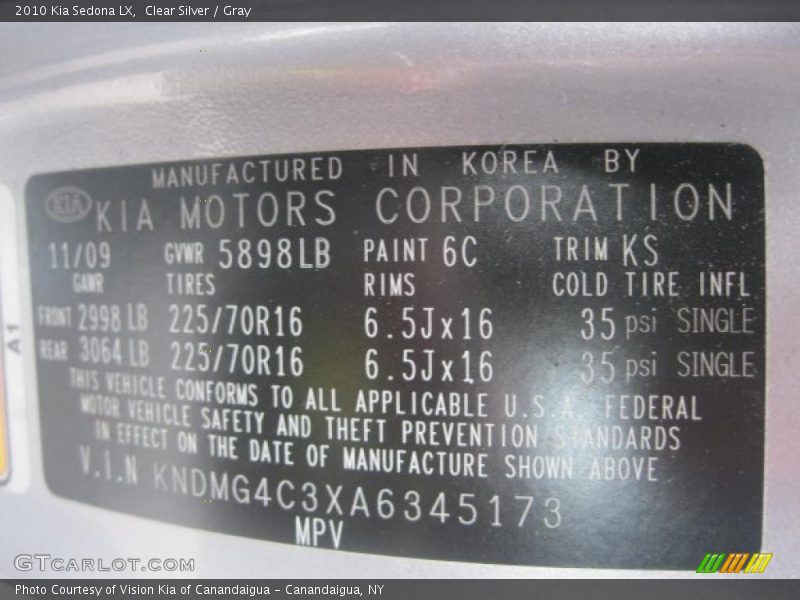 2010 Kia Sedona LX, Clear Silver / Gray
MANUFACTURED IN KOREA BY
KIA KIA MOTORS CORPORATION
11/09 GVWR 5898LB PAINT 6C TRIM KS
GAWR TIRES RIMS COLD TIRE INFL
FRONT 2998 LB 225/70R16 6.5Jx16 35 psi SINGLE
REAR 3064 LB 225/70R16 6.5Jx16 35 psi SINGLE
A1
THIS VEHICLE CONFORMS TO ALL APPLICABLE U.S.A. FEDERAL
MOTOR VEHICLE SAFETY AND THEFT PREVENTION STANDARDS
IN EFFECT ON THE DATE OF MANUFACTURE SHOWN ABOVE
V.I.N KNDMG4C3XA6345173
MPV
GTCARLOT.COM
Photo Courtesy of Vision Kia of Canandaigua - Canandaigua, NY